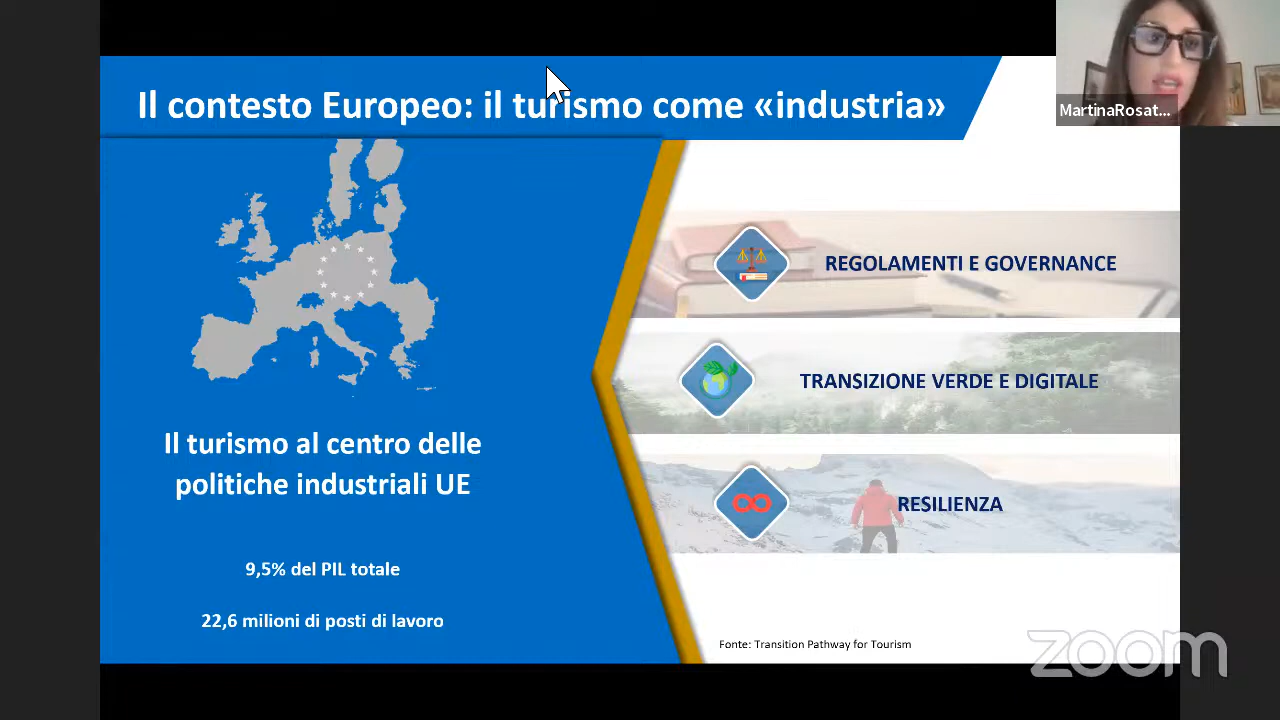 Il contesto Europeo: il turismo come «industria»
MartinaRosat...
REGOLAMENTI E GOVERNANCE
TRANSIZIONE VERDE E DIGITALE
RESILIENZA
Il turismo al centro delle
politiche industriali UE
9,5% del PIL totale
22,6 milioni di posti di lavoro
Fonte: Transition Pathway for Tourism
zoom